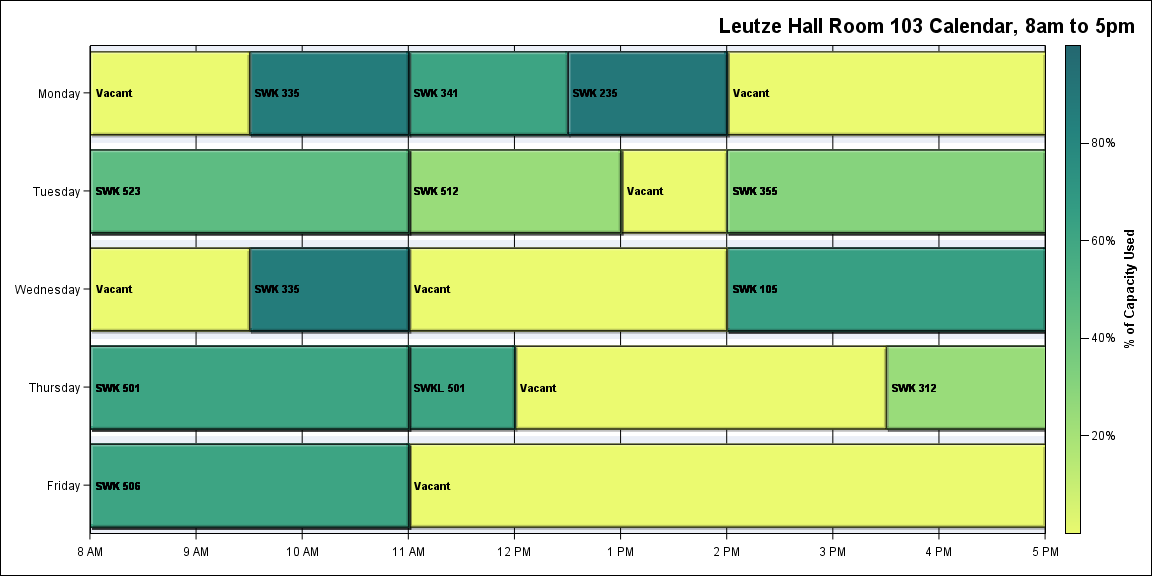 Leutze Hall Room 103 Calendar, 8am to 5pm
Monday
Vacant
SWK 335
SWK 341
SWK 235
Vacant
Tuesday
SWK 523
SWK 512
Vacant
SWK 355
Wednesday
Vacant
SWK 335
Vacant
SWK 105
Thursday
SWK 501
SWKL 501
Vacant
SWK 312
Friday
SWK 506
Vacant
8 AM
9 AM
10 AM
11 AM
12 PM
1 PM
2 PM
3 PM
4 PM
5 PM
80%
60%
40%
20%
% of Capacity Used